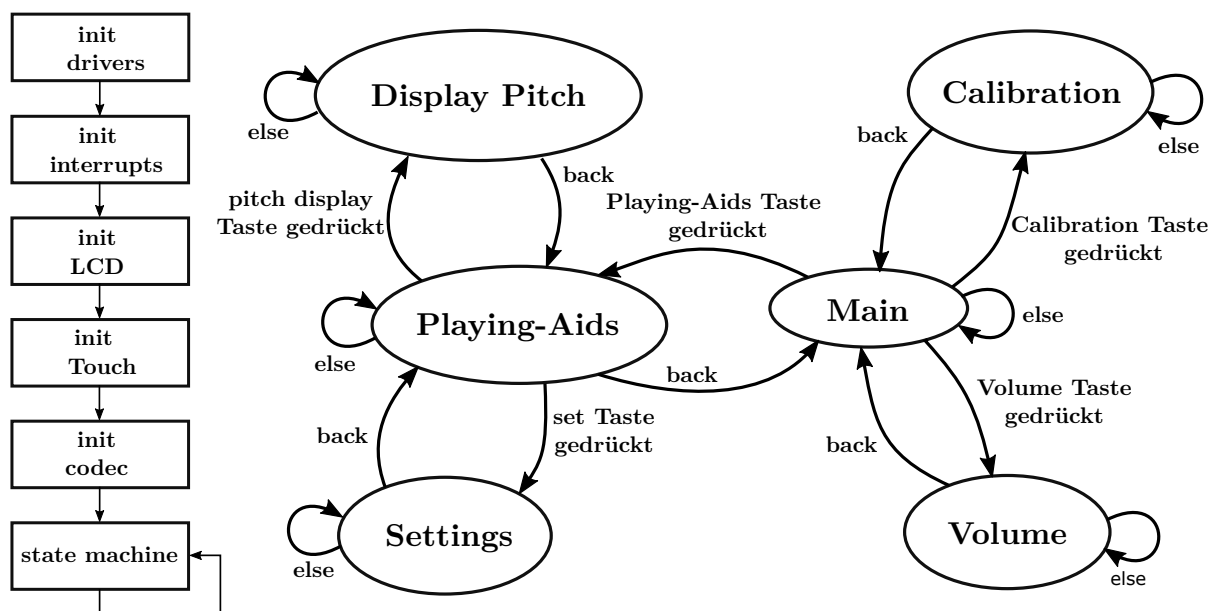 init
drivers
init
interrupts
init
LCD
init
Touch
init
codec
state machine
Display Pitch
else
back
pitch display
Taste gedrückt
Playing-Aids Taste
gedrückt
Calibration
else
back
Calibration Taste
gedrückt
Playing-Aids
else
back
Main
else
set Taste
gedrückt
back
Volume Taste
gedrückt
back
Settings
else
Volume
else